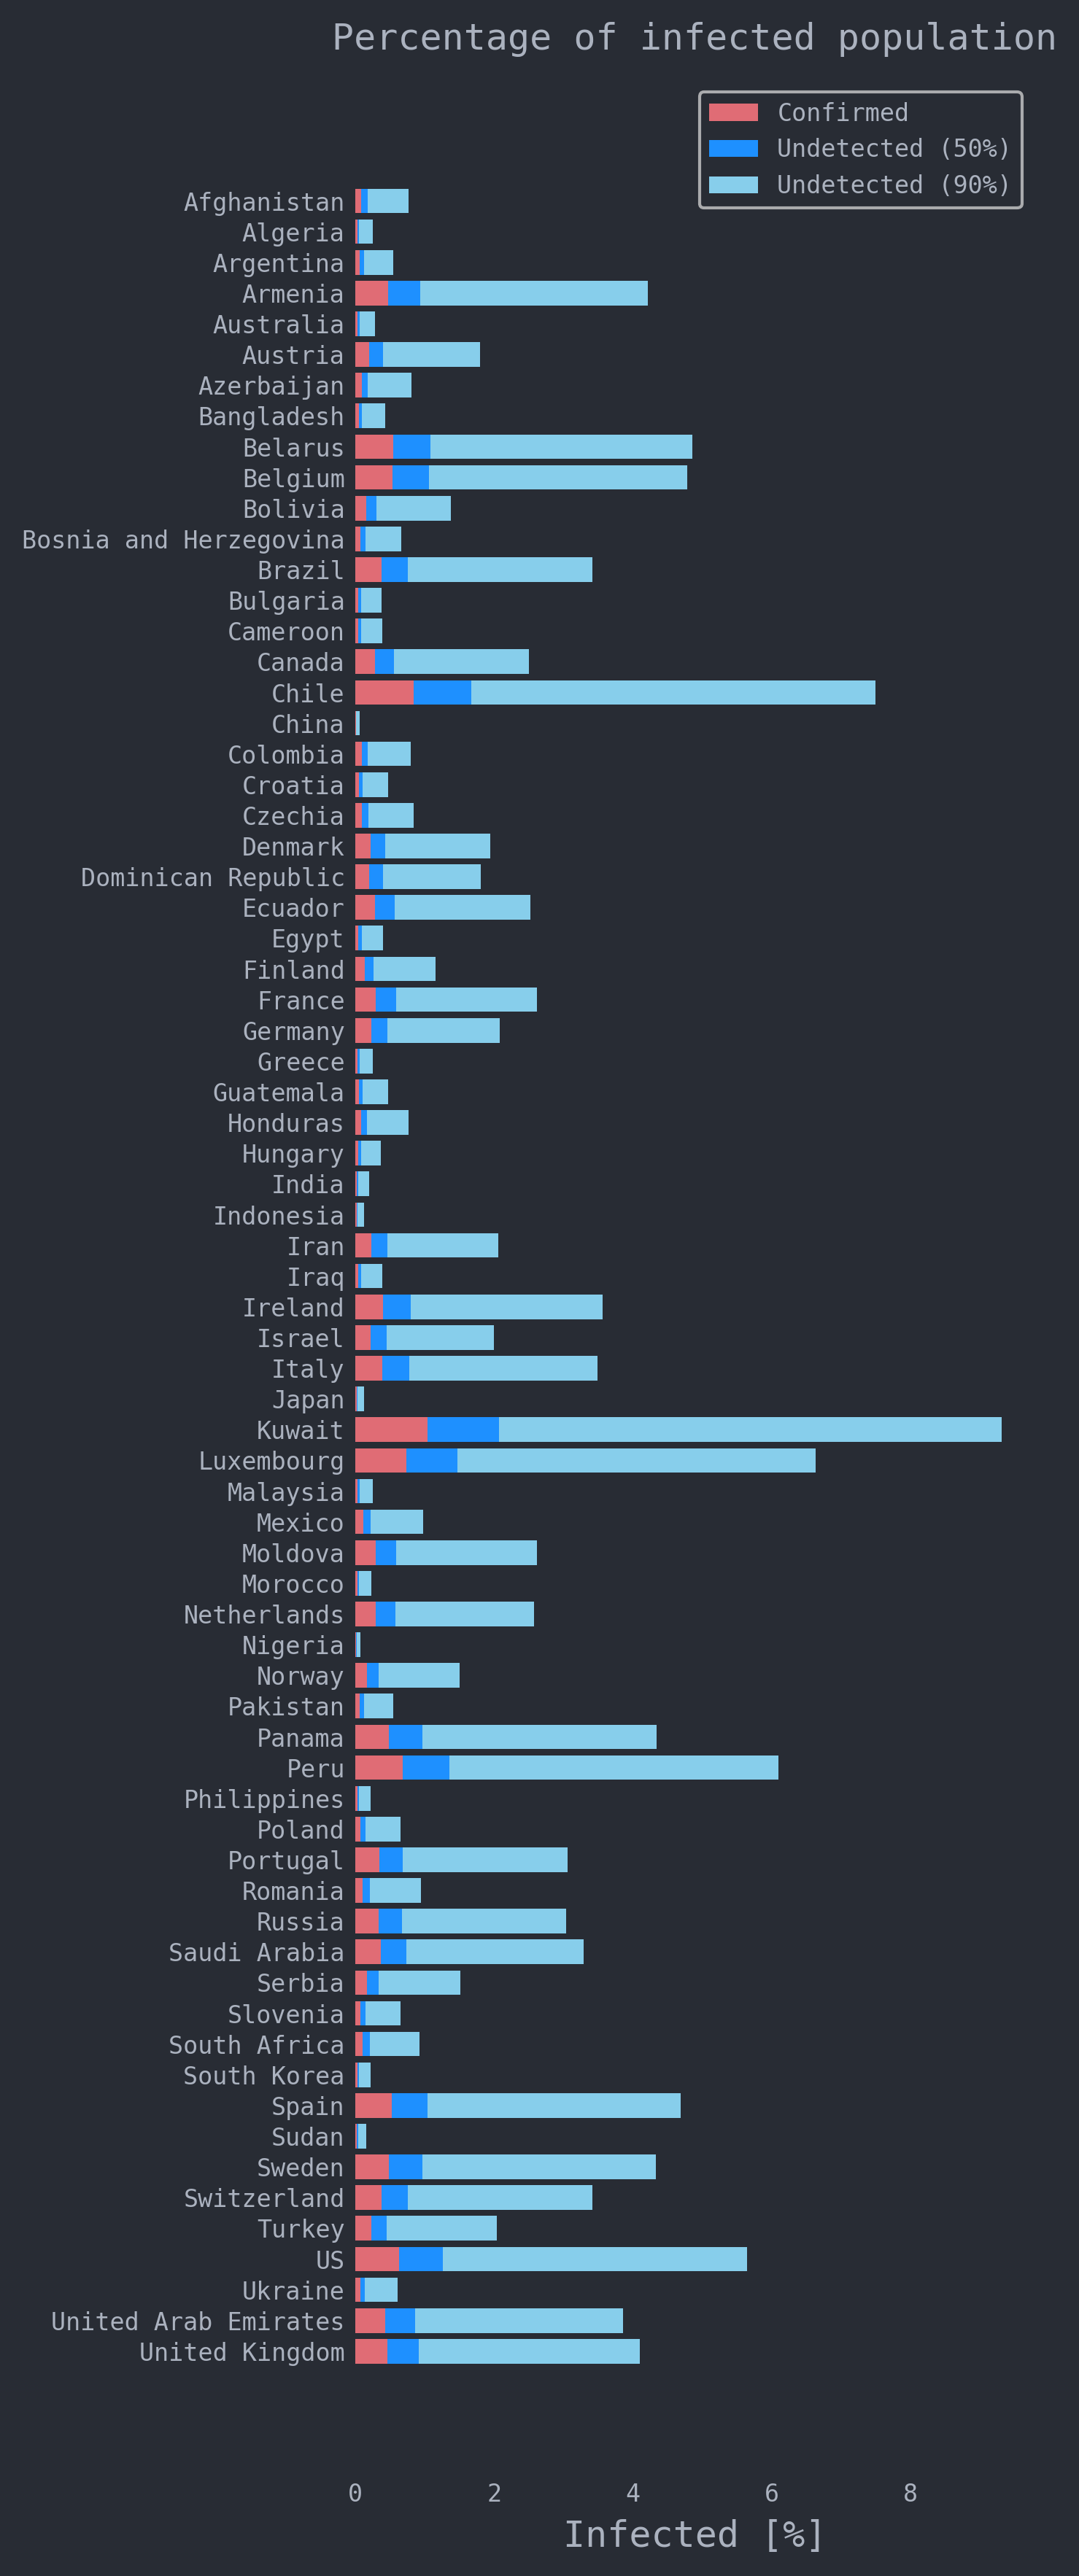 Percentage of infected population
Confirmed
Undetected (50%)
Undetected (90%)
Afghanistan
Algeria
Argentina
Armenia
Australia
Austria
Azerbaijan
Bangladesh
Belarus
Belgium
Bolivia
Bosnia and Herzegovina
Brazil
Bulgaria
Cameroon
Canada
Chile
China
Colombia
Croatia
Czechia
Denmark
Dominican Republic
Ecuador
Egypt
Finland
France
Germany
Greece
Guatemala
Honduras
Hungary
India
Indonesia
Iran
Iraq
Ireland
Israel
Italy
Japan
Kuwait
Luxembourg
Malaysia
Mexico
Moldova
Morocco
Netherlands
Nigeria
Norway
Pakistan
Panama
Peru
Philippines
Poland
Portugal
Romania
Russia
Saudi Arabia
Serbia
Slovenia
South Africa
South Korea
Spain
Sudan
Sweden
Switzerland
Turkey
US
Ukraine
United Arab Emirates
United Kingdom
0 2 4 6 8
Infected [%]